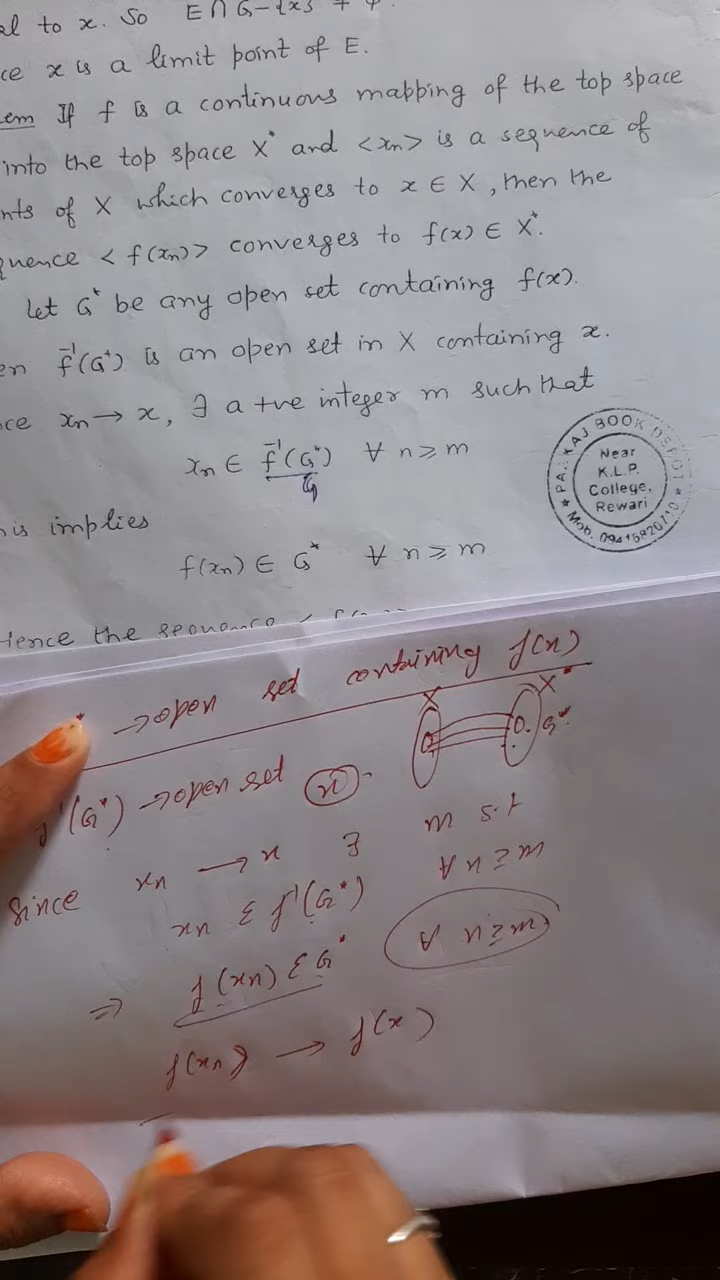 al to x. So E ∩ G-{x} ≠ φ.
ce x is a limit point of E.
em If f is a continuous mapping of the top space
into the top space X* and <xn> is a sequence of
nts of X which converges to x ∈ X, then the
quence < f(xn)> converges to f(x) ∈ X*.
Let G* be any open set containing f(x).
en f⁻¹(G*) is an open set in X containing x.
ce xn → x, ∃ a +ve integer m such that
xn ∈ f⁻¹(G*) ∀ n ≥ m
G
his implies
f(xn) ∈ G* ∀ n ≥ m
Hence the sequence
PANKAJ BOOK DEPOT
Near
K.L.P.
College,
Rewari
* → open set containing f(x)
X X*
G*
f⁻¹(G*) → open set x.
Since xn → x ∃ m s.t
xn ∈ f⁻¹(G*) ∀ n ≥ m
⇒ f(xn) ∈ G* ∀ n ≥ m
f(xn) → f(x)